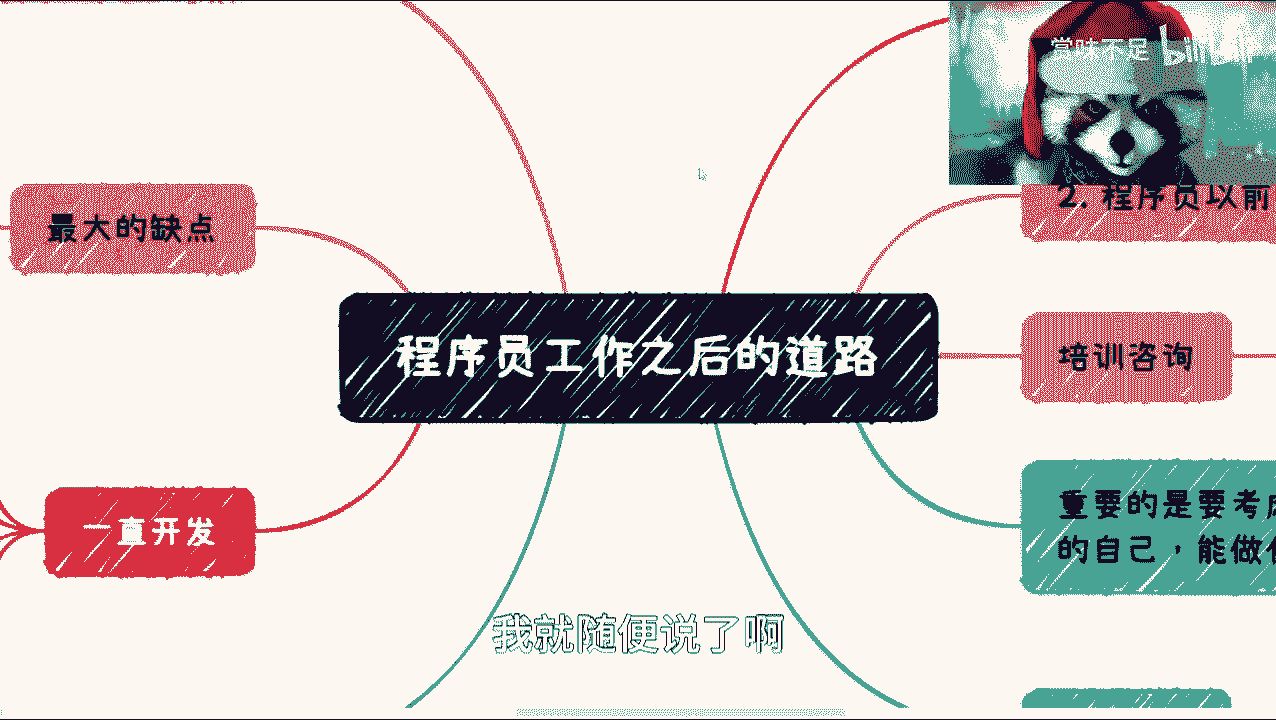 赏味不足 bili
最大的缺点
2. 程序员以前
程序员工作之后的道路
培训咨询
一直开发
重要的是要考
的自己，能做
我就随便说了啊